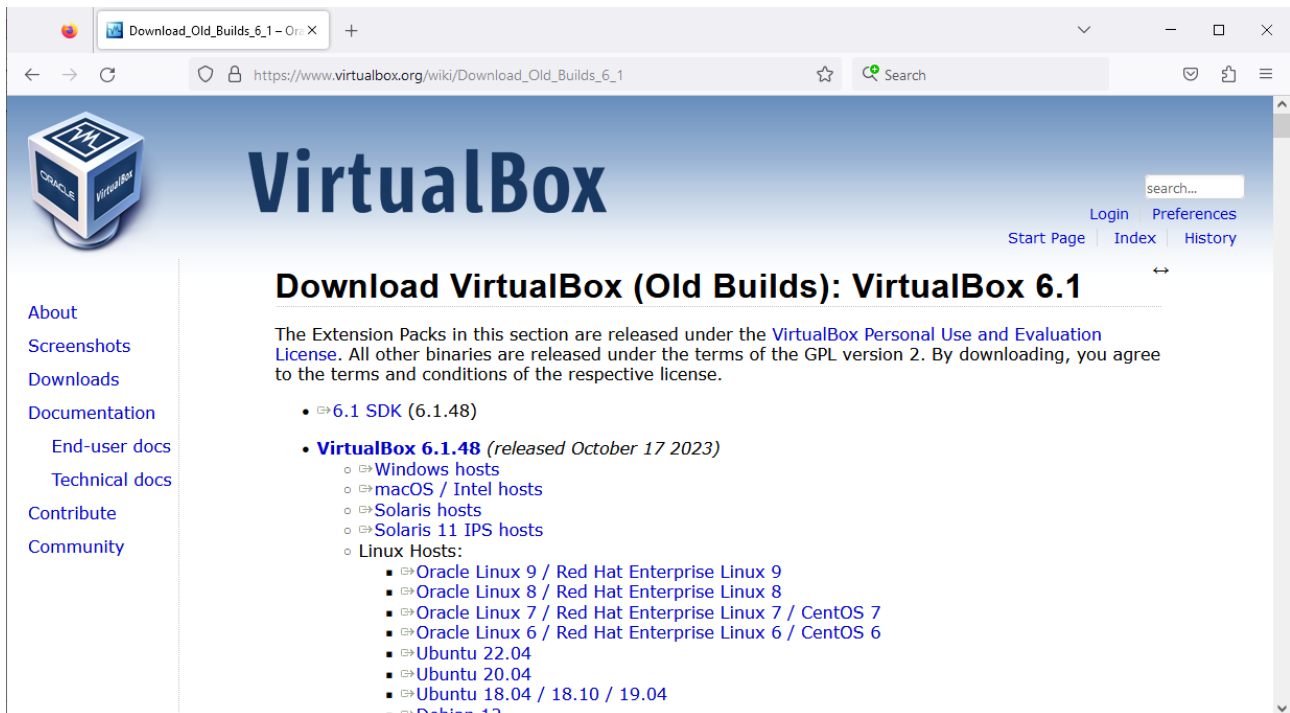 Download_Old_Builds_6_1 – Ora
https://www.virtualbox.org/wiki/Download_Old_Builds_6_1
Search
ORACLE
VirtualBox
VirtualBox
search...
Login
Preferences
Start Page
Index
History
About
Screenshots
Downloads
Documentation
End-user docs
Technical docs
Contribute
Community
Download VirtualBox (Old Builds): VirtualBox 6.1
The Extension Packs in this section are released under the VirtualBox Personal Use and Evaluation
License. All other binaries are released under the terms of the GPL version 2. By downloading, you agree
to the terms and conditions of the respective license.
6.1 SDK (6.1.48)
VirtualBox 6.1.48 (released October 17 2023)
Windows hosts
macOS / Intel hosts
Solaris hosts
Solaris 11 IPS hosts
Linux Hosts:
Oracle Linux 9 / Red Hat Enterprise Linux 9
Oracle Linux 8 / Red Hat Enterprise Linux 8
Oracle Linux 7 / Red Hat Enterprise Linux 7 / CentOS 7
Oracle Linux 6 / Red Hat Enterprise Linux 6 / CentOS 6
Ubuntu 22.04
Ubuntu 20.04
Ubuntu 18.04 / 18.10 / 19.04
Debian 12